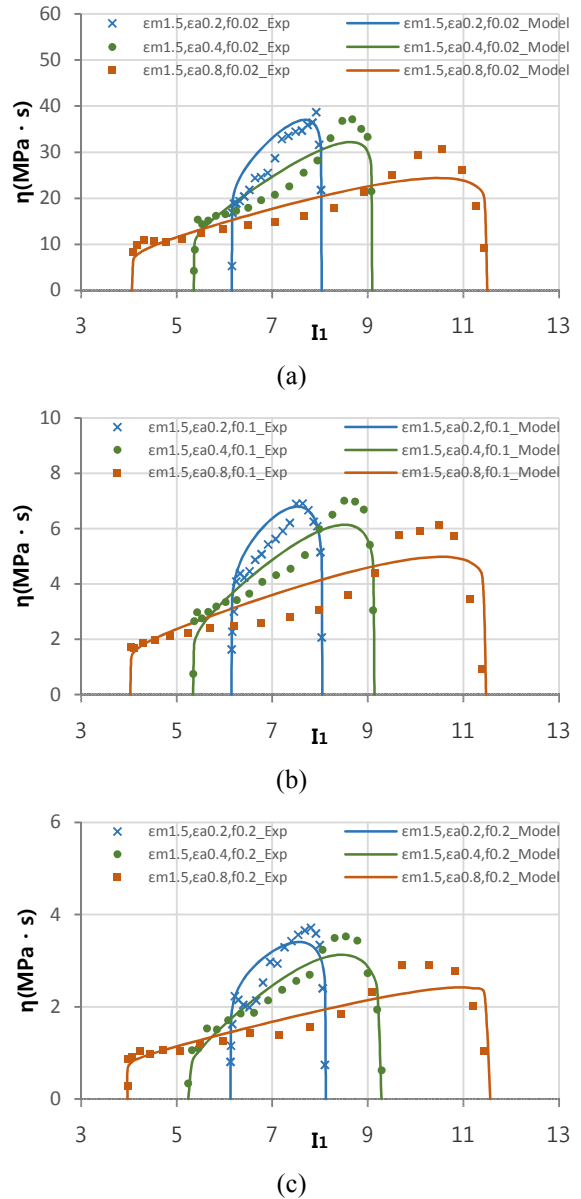 εm1.5,εa0.2,f0.02_Exp εm1.5,εa0.2,f0.02_Model
εm1.5,εa0.4,f0.02_Exp εm1.5,εa0.4,f0.02_Model
εm1.5,εa0.8,f0.02_Exp εm1.5,εa0.8,f0.02_Model
η(MPa · s)
60
50
40
30
20
10
0
3 5 7 9 11 13
I1
(a)
εm1.5,εa0.2,f0.1_Exp εm1.5,εa0.2,f0.1_Model
εm1.5,εa0.4,f0.1_Exp εm1.5,εa0.4,f0.1_Model
εm1.5,εa0.8,f0.1_Exp εm1.5,εa0.8,f0.1_Model
η(MPa · s)
10
8
6
4
2
0
3 5 7 9 11 13
I1
(b)
εm1.5,εa0.2,f0.2_Exp εm1.5,εa0.2,f0.2_Model
εm1.5,εa0.4,f0.2_Exp εm1.5,εa0.4,f0.2_Model
εm1.5,εa0.8,f0.2_Exp εm1.5,εa0.8,f0.2_Model
η(MPa · s)
6
4
2
0
3 5 7 9 11 13
I1
(c)